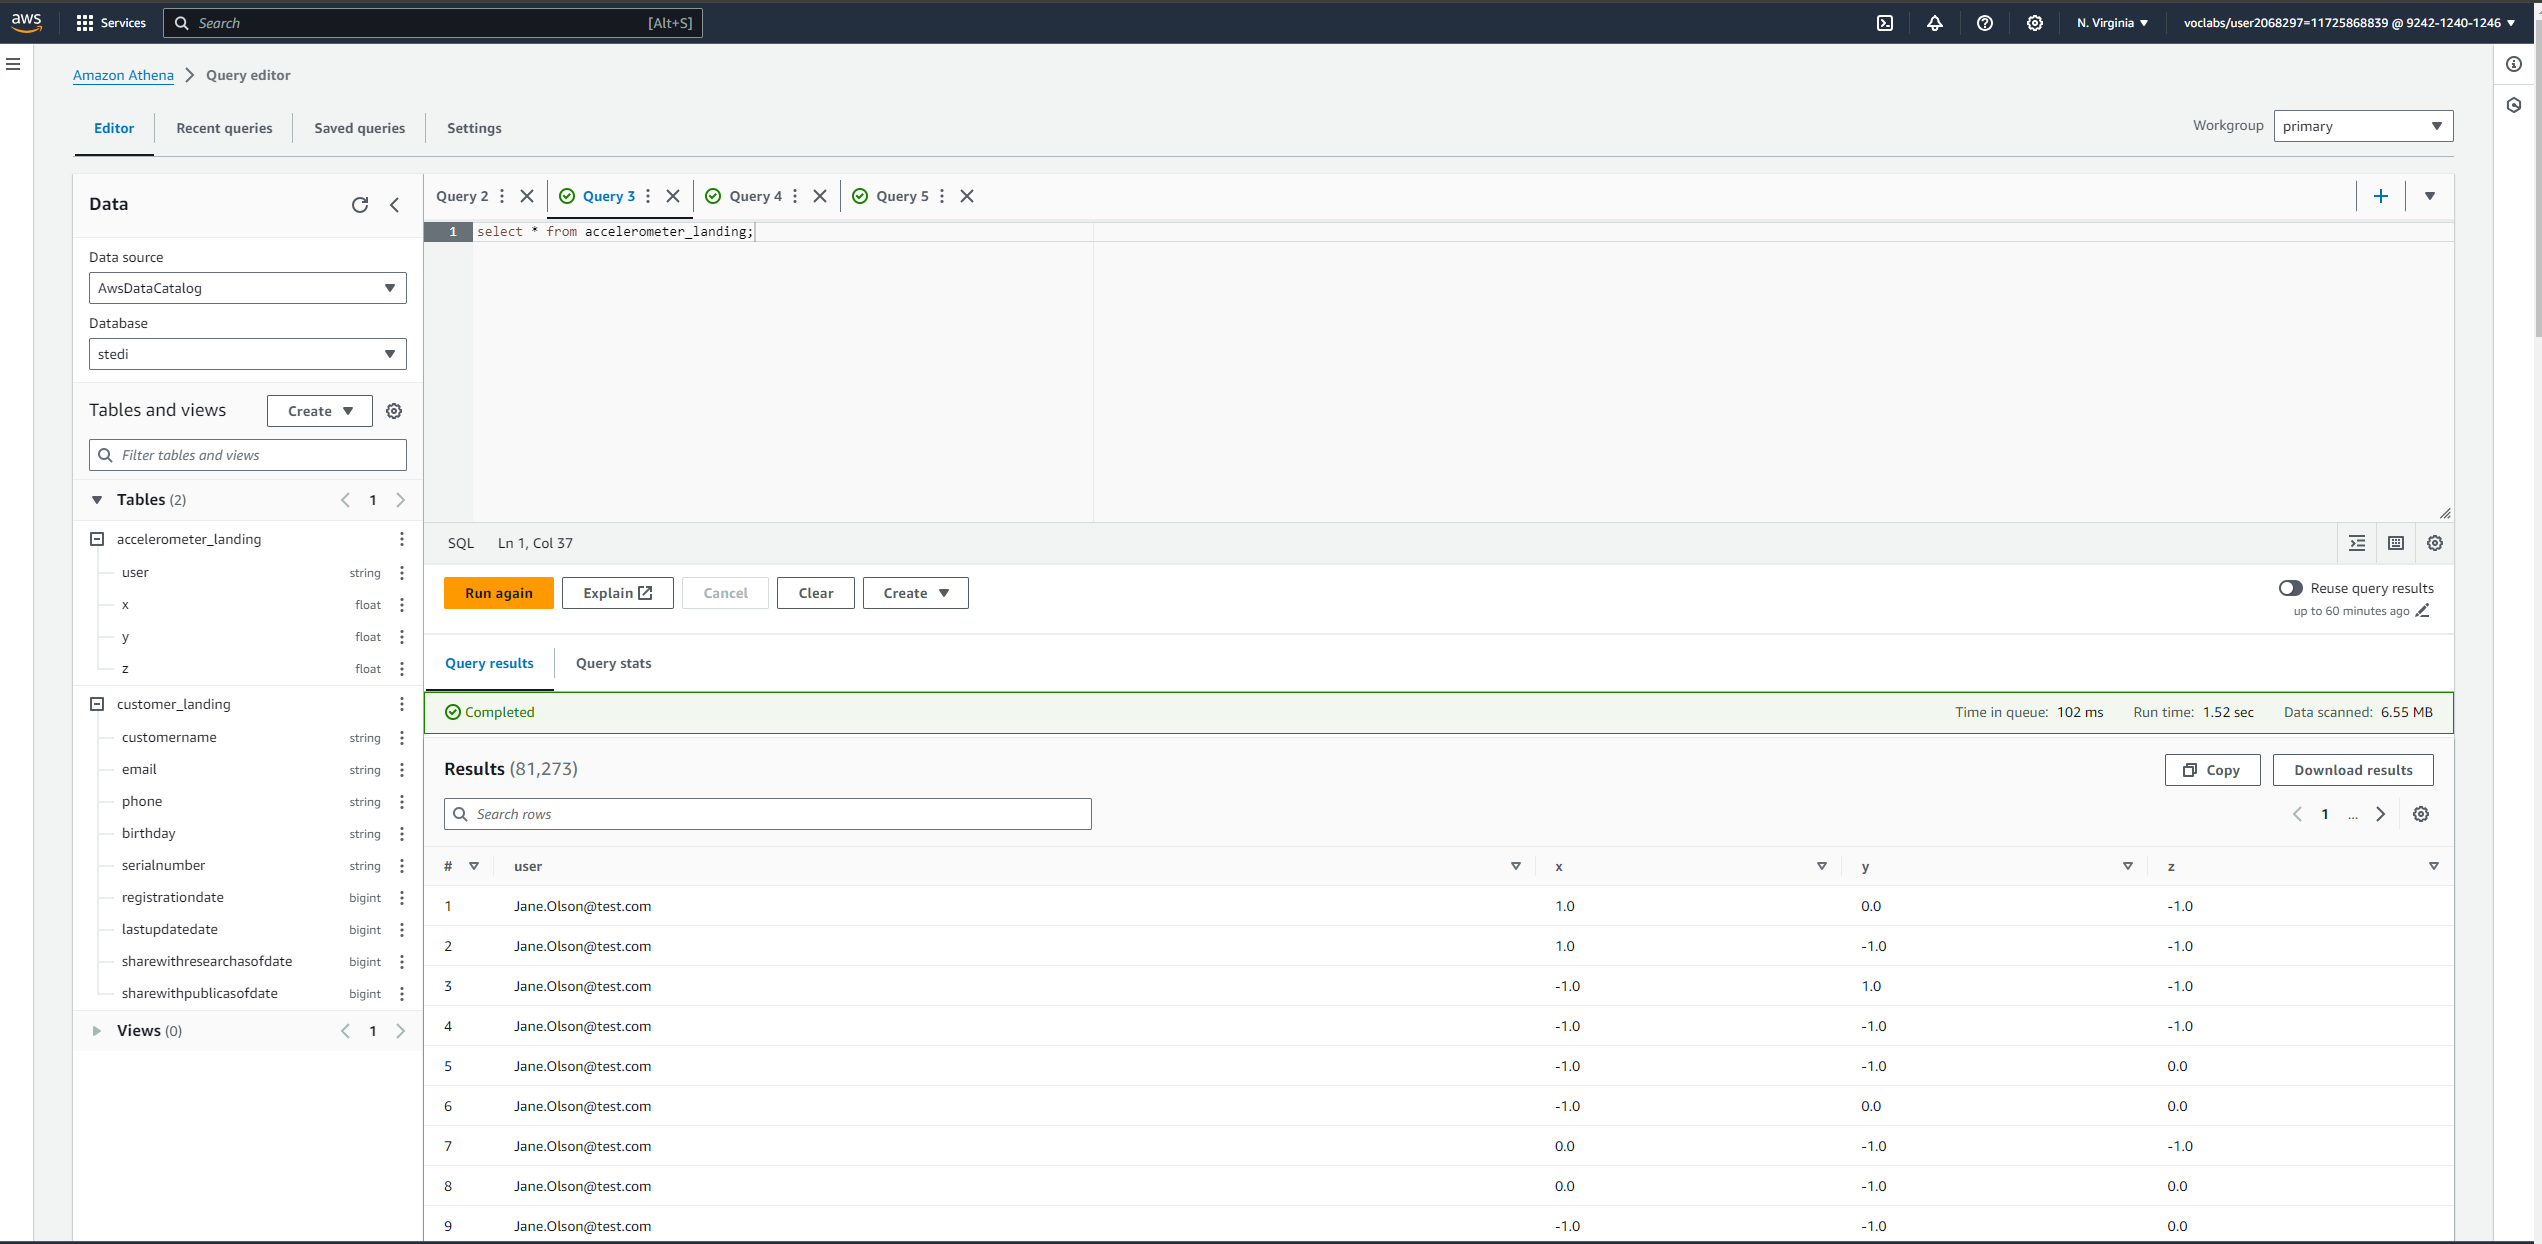 aws Services Search [Alt+S] N. Virginia voclabs/user2068297=11725868839 @ 9242-1240-1246
Amazon Athena Query editor
Editor Recent queries Saved queries Settings Workgroup primary
Data
Data source
AwsDataCatalog
Database
stedi
Tables and views Create
Filter tables and views
Tables (2) 1
accelerometer_landing
user string
x float
y float
z float
customer_landing
customername string
email string
phone string
birthday string
serialnumber string
registrationdate bigint
lastupdatedate bigint
sharewithresearchasofdate bigint
sharewithpublicasofdate bigint
Views (0) 1
Query 2 Query 3 Query 4 Query 5
1 select * from accelerometer_landing;
SQL Ln 1, Col 37
Run again Explain Cancel Clear Create Reuse query results
up to 60 minutes ago
Query results Query stats
Completed Time in queue: 102 ms Run time: 1.52 sec Data scanned: 6.55 MB
Results (81,273) Copy Download results
Search rows 1 ...
# user x y z
1 Jane.Olson@test.com 1.0 0.0 -1.0
2 Jane.Olson@test.com 1.0 -1.0 -1.0
3 Jane.Olson@test.com -1.0 1.0 -1.0
4 Jane.Olson@test.com -1.0 -1.0 -1.0
5 Jane.Olson@test.com -1.0 -1.0 0.0
6 Jane.Olson@test.com -1.0 0.0 0.0
7 Jane.Olson@test.com 0.0 -1.0 -1.0
8 Jane.Olson@test.com 0.0 -1.0 0.0
9 Jane.Olson@test.com -1.0 -1.0 0.0